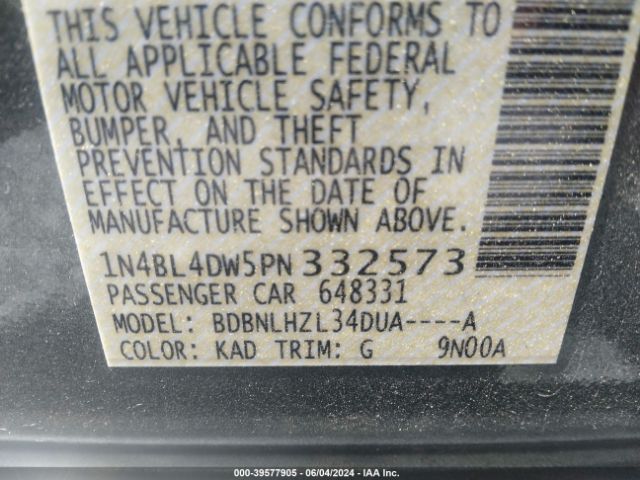 THIS VEHICLE CONFORMS TO
ALL APPLICABLE FEDERAL
MOTOR VEHICLE SAFETY,
BUMPER, AND THEFT
PREVENTION STANDARDS IN
EFFECT ON THE DATE OF
MANUFACTURE SHOWN ABOVE.
1N4BL4DW5PN332573
PASSENGER CAR 648331
MODEL: BDBNLHZL34DUA----A
COLOR: KAD TRIM: G 9N00A
000-39577905 - 06/04/2024 - IAA Inc.